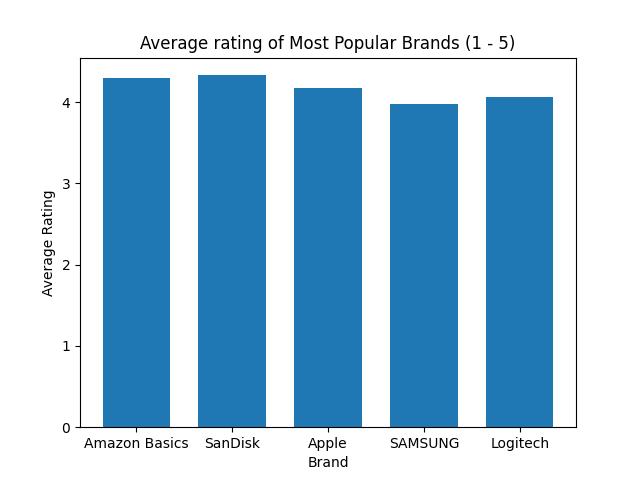 Average rating of Most Popular Brands (1 - 5)
Average Rating
4
3
2
1
0
Amazon Basics SanDisk Apple SAMSUNG Logitech
Brand